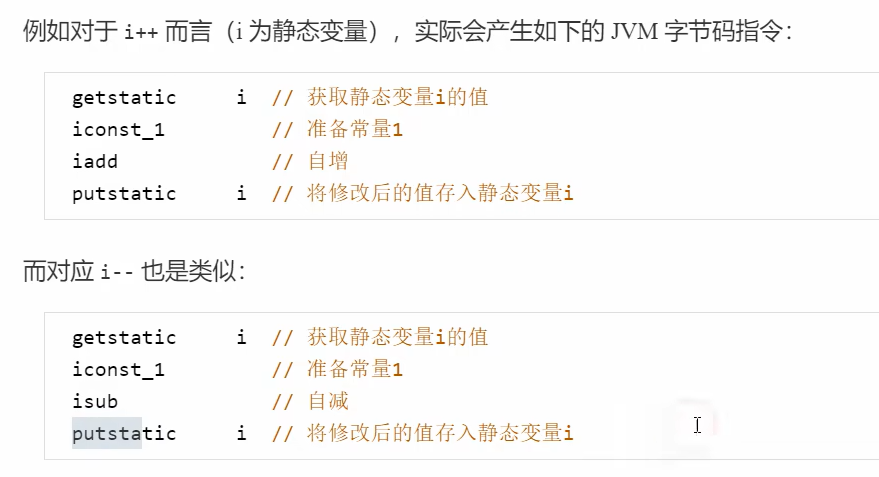 例如对于 i++ 而言（i 为静态变量），实际会产生如下的 JVM 字节码指令：
getstatic i // 获取静态变量i的值
iconst_1 // 准备常量1
iadd // 自增
putstatic i // 将修改后的值存入静态变量i
而对应 i-- 也是类似：
getstatic i // 获取静态变量i的值
iconst_1 // 准备常量1
isub // 自减
putstatic i // 将修改后的值存入静态变量i